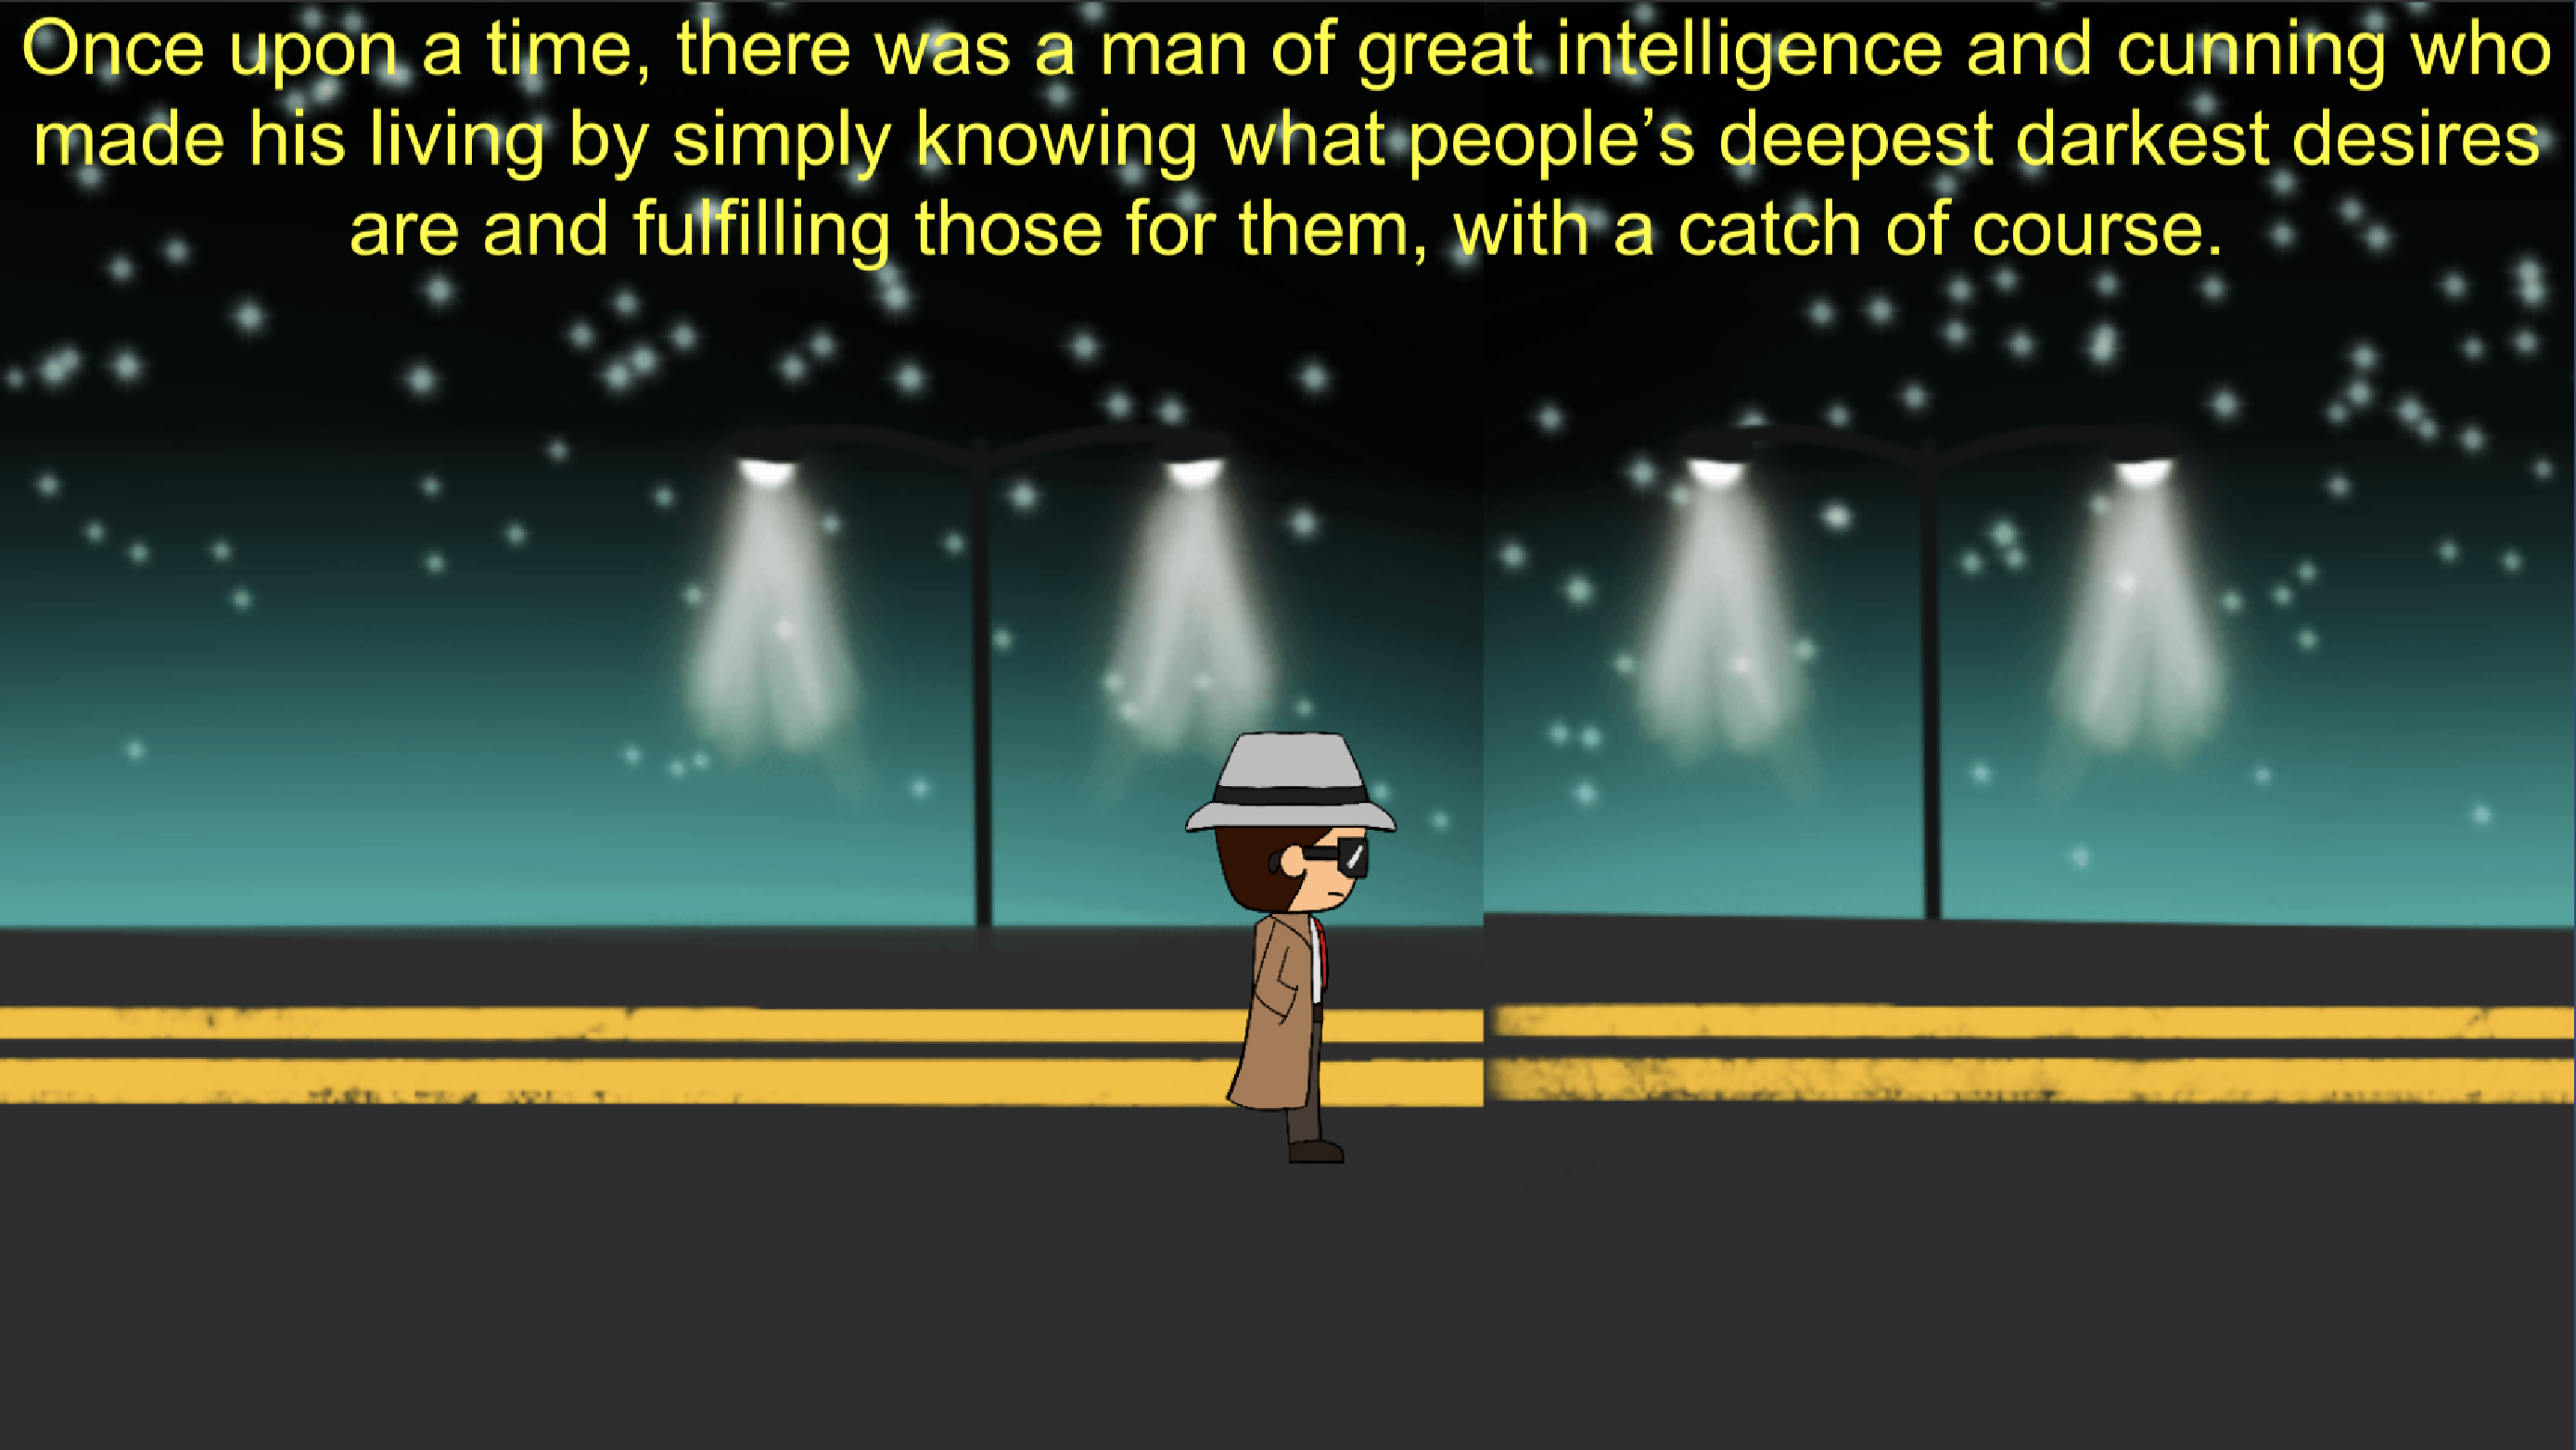 Once upon a time, there was a man of great intelligence and cunning who
made his living by simply knowing what people’s deepest darkest desires
are and fulfilling those for them, with a catch of course.